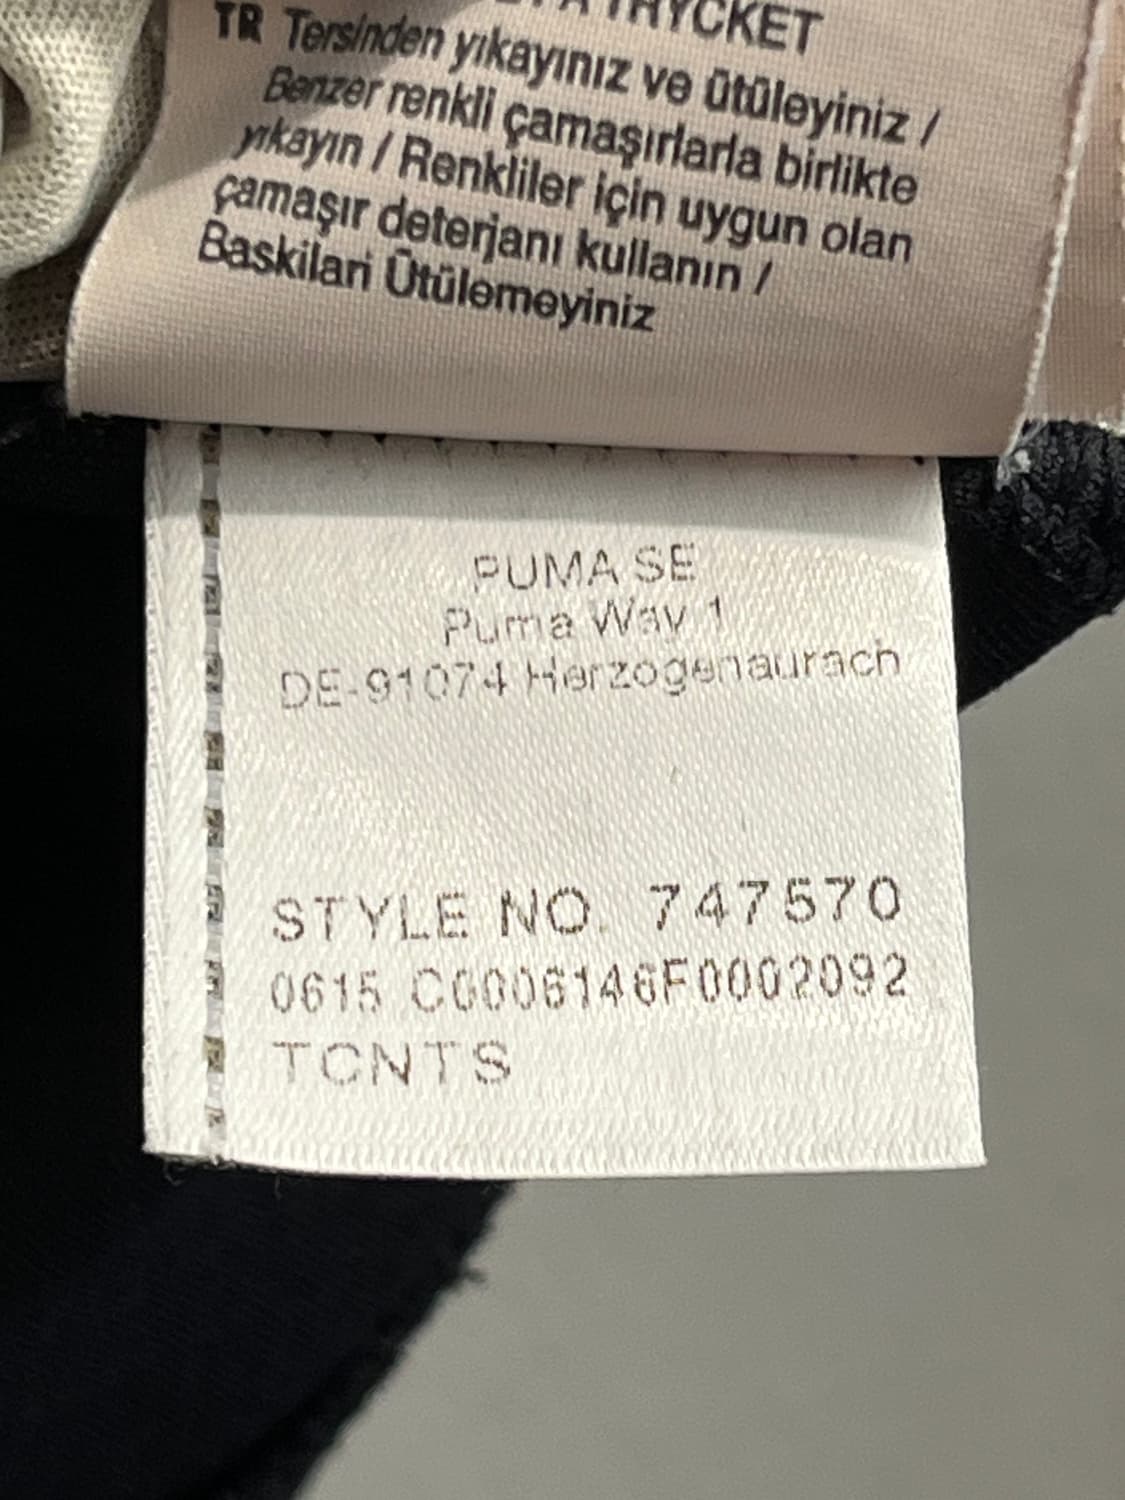 TRYCKET
TR Tersinden yıkayınız ve ütüleyiniz /
Benzer renkli çamaşırlarla birlikte
yıkayın / Renkliler için uygun olan
çamaşır deterjanı kullanın /
Baskilari Ütülemeyiniz
PUMA SE
Puma Way 1
DE-91074 Herzogenaurach
STYLE NO. 747570
0615 C0006146F0002092
TCNTS